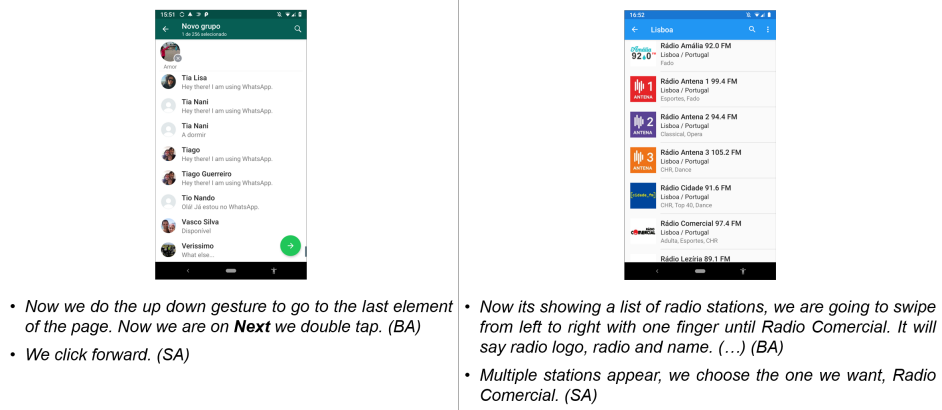 15:51
Novo grupo
1 de 256 selecionado
Amor
Tia Lisa
Hey there! I am using WhatsApp.
Tia Nani
Hey there! I am using WhatsApp.
Tia Nani
A dormir
Tiago
Hey there! I am using WhatsApp.
Tiago Guerreiro
Hey there! I am using WhatsApp.
Tio Nando
Olá! Já estou no WhatsApp.
Vasco Silva
Disponível
Verissimo
What else...
• Now we do the up down gesture to go to the last element
of the page. Now we are on Next we double tap. (BA)
• We click forward. (SA)
16:52
Lisboa
92.0
Rádio Amália 92.0 FM
Lisboa / Portugal
Fado
1
ANTENA
Rádio Antena 1 99.4 FM
Lisboa / Portugal
Esportes, Fado
2
ANTENA
Rádio Antena 2 94.4 FM
Lisboa / Portugal
Classical, Opera
3
ANTENA
Rádio Antena 3 105.2 FM
Lisboa / Portugal
CHR, Dance
Rádio Cidade 91.6 FM
Lisboa / Portugal
CHR, Top 40, Dance
Rádio Comercial 97.4 FM
Lisboa / Portugal
Adulta, Esportes, CHR
Rádio Lezíria 89.1 FM
• Now its showing a list of radio stations, we are going to swipe
from left to right with one finger until Radio Comercial. It will
say radio logo, radio and name. (…) (BA)
• Multiple stations appear, we choose the one we want, Radio
Comercial. (SA)